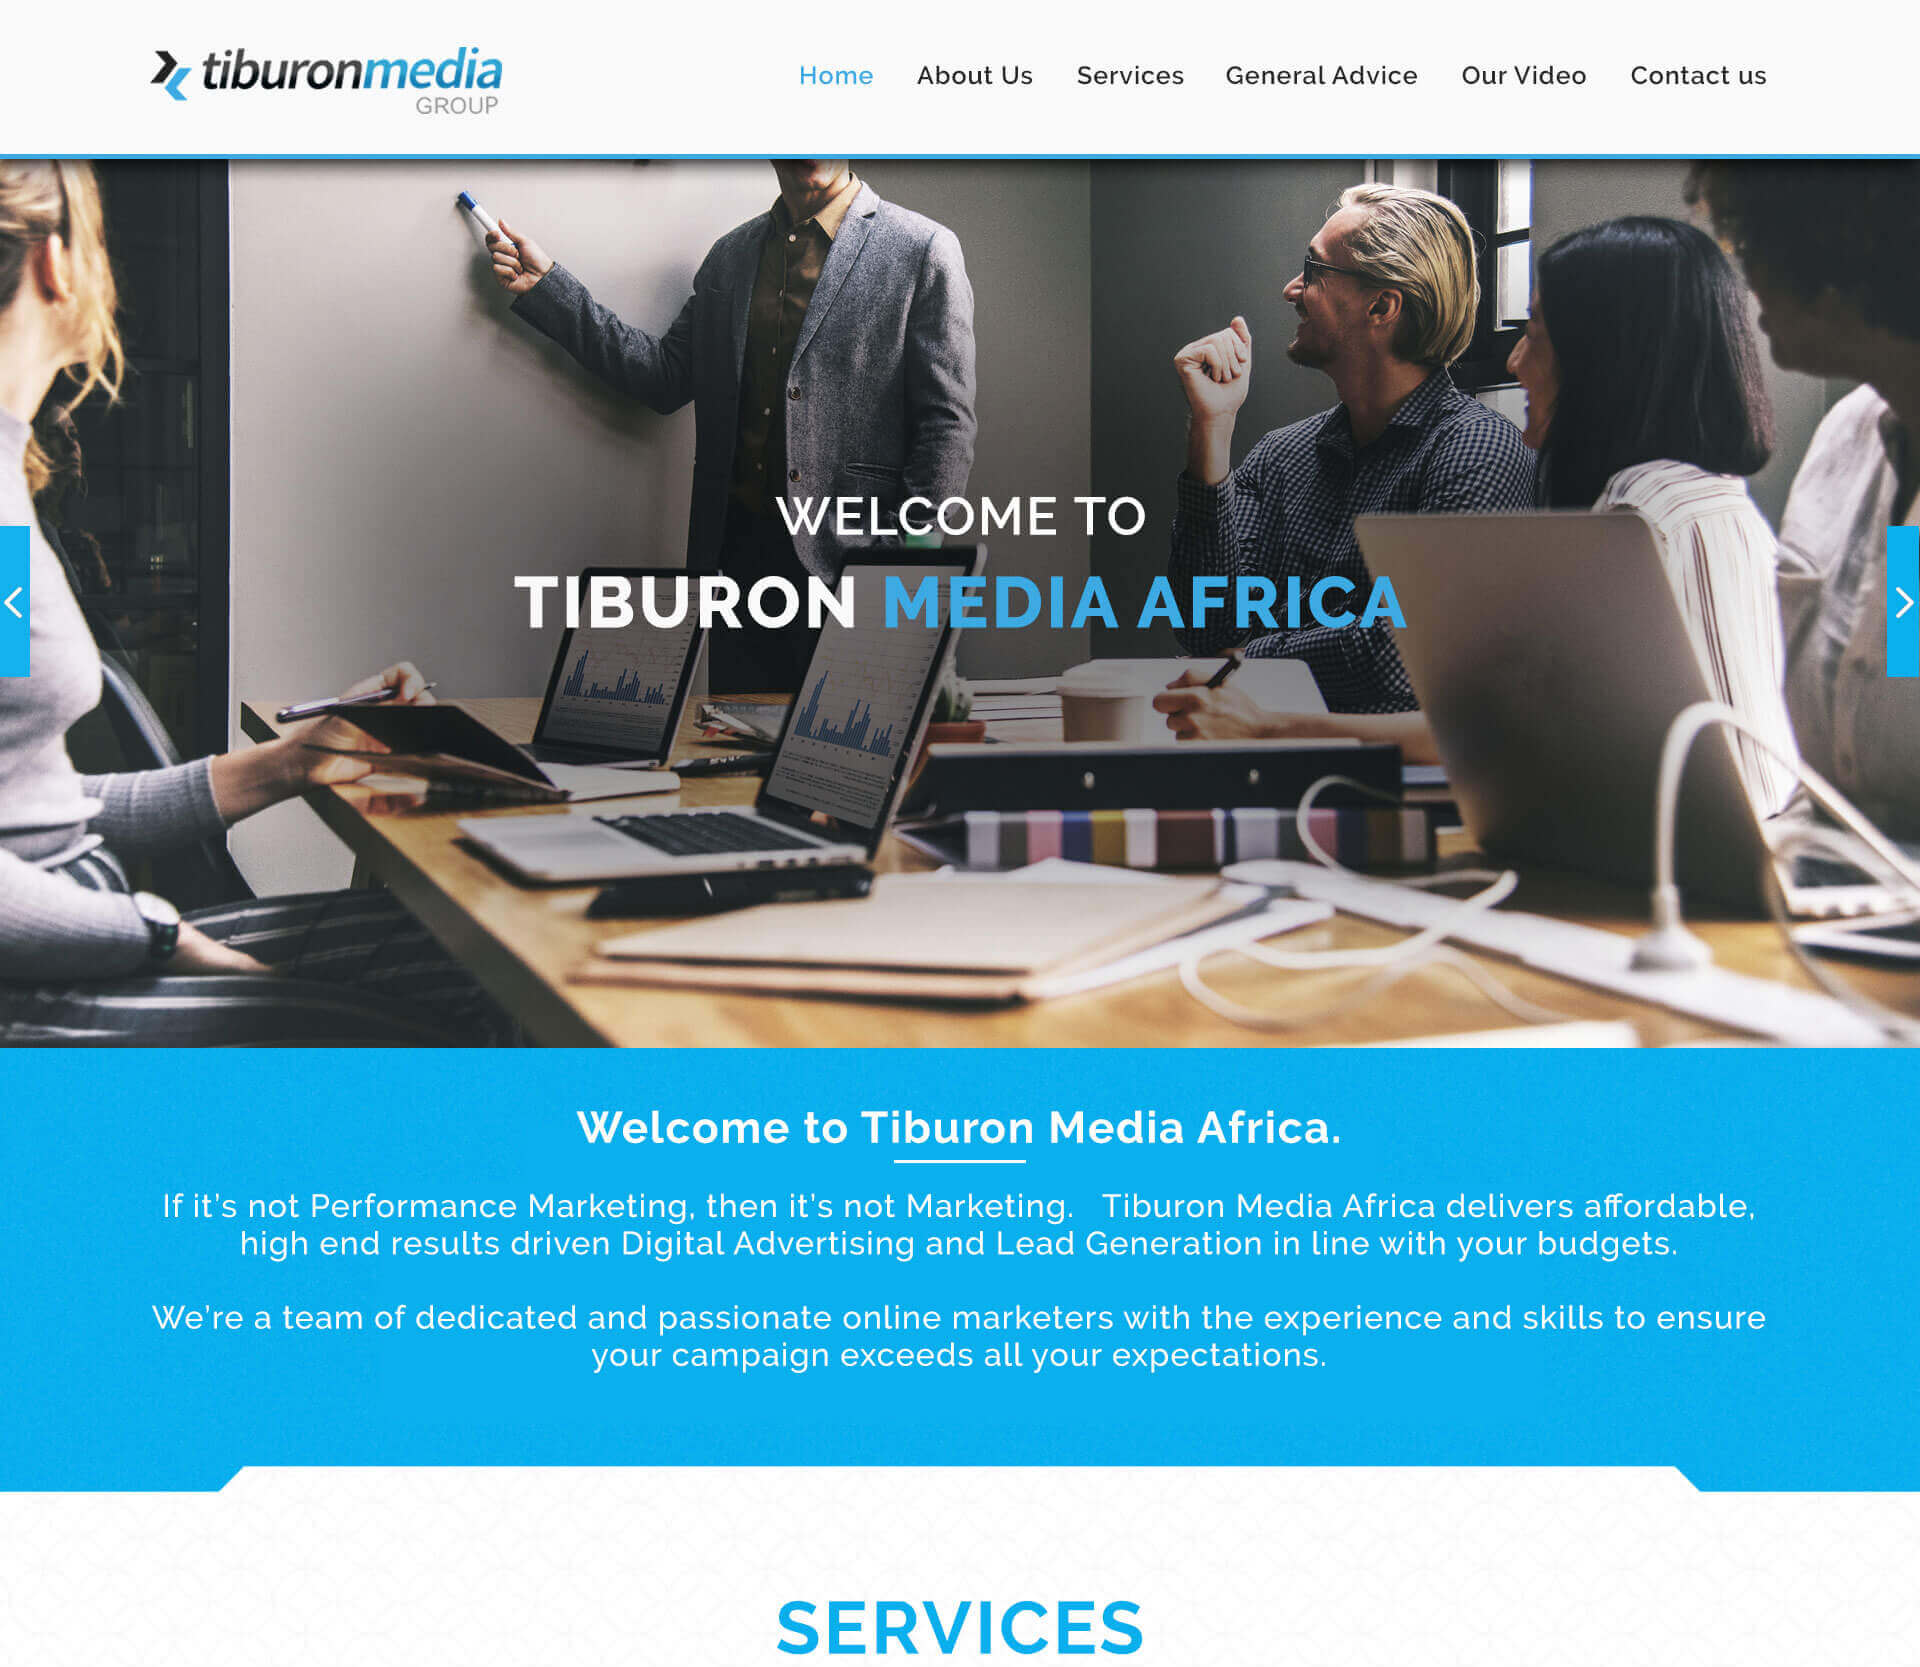 tiburonmedia
GROUP
Home About Us Services General Advice Our Video Contact us
WELCOME TO
TIBURON MEDIA AFRICA
Welcome to Tiburon Media Africa.
If it’s not Performance Marketing, then it’s not Marketing. Tiburon Media Africa delivers affordable,
high end results driven Digital Advertising and Lead Generation in line with your budgets.
We’re a team of dedicated and passionate online marketers with the experience and skills to ensure
your campaign exceeds all your expectations.
SERVICES